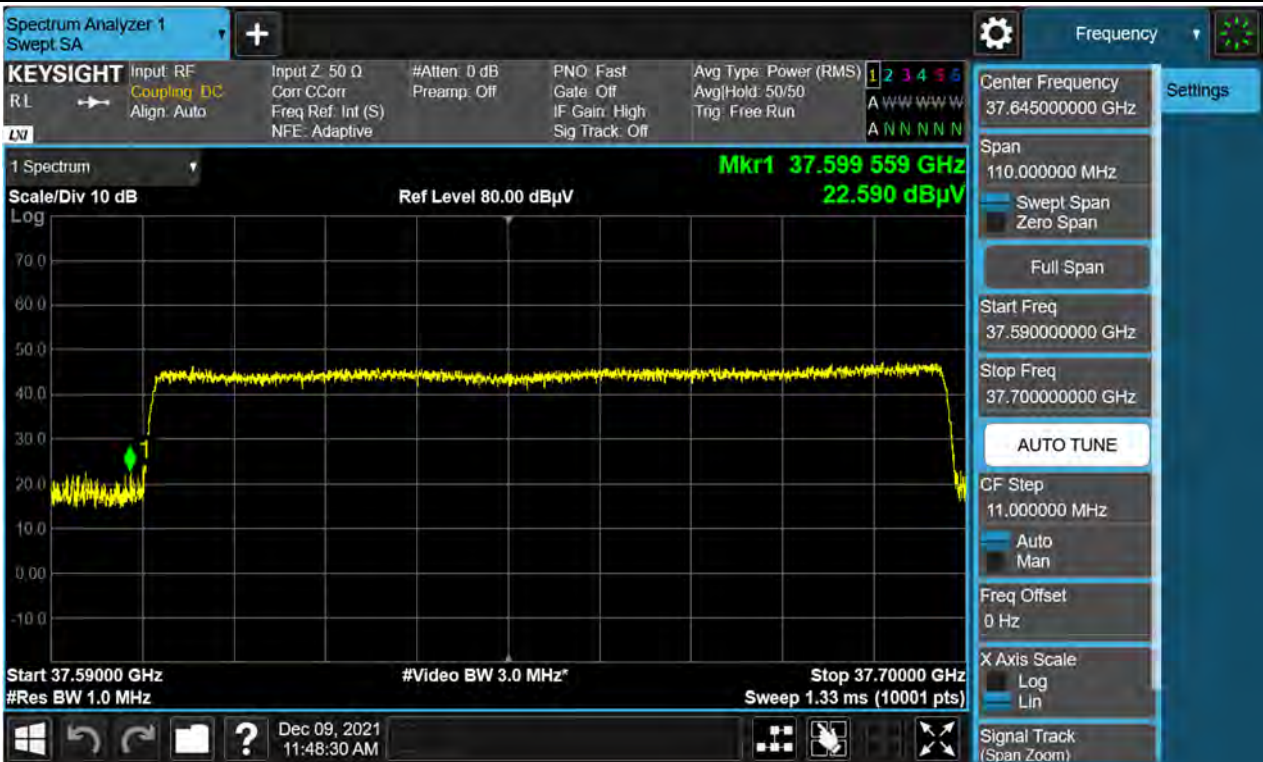 Spectrum Analyzer 1
Swept SA
+
Frequency
KEYSIGHT
R L
LXI
Input: RF
Coupling: DC
Align: Auto
Input Z: 50 Ω
Corr CCorr
Freq Ref: Int (S)
NFE: Adaptive
#Atten: 0 dB
Preamp: Off
PNO: Fast
Gate: Off
IF Gain: High
Sig Track: Off
Avg Type: Power (RMS)
Avg|Hold: 50/50
Trig: Free Run
1 2 3 4 5 6
A W W W W W
A N N N N N
1 Spectrum
Scale/Div 10 dB
Ref Level 80.00 dBµV
Mkr1 37.599 559 GHz
22.590 dBµV
Log
70.0
60.0
50.0
40.0
30.0
20.0
10.0
0.00
-10.0
Start 37.59000 GHz
#Video BW 3.0 MHz*
Stop 37.70000 GHz
#Res BW 1.0 MHz
Sweep 1.33 ms (10001 pts)
?
Dec 09, 2021
11:48:30 AM
Center Frequency
37.645000000 GHz
Settings
Span
110.000000 MHz
Swept Span
Zero Span
Full Span
Start Freq
37.590000000 GHz
Stop Freq
37.700000000 GHz
AUTO TUNE
CF Step
11.000000 MHz
Auto
Man
Freq Offset
0 Hz
X Axis Scale
Log
Lin
Signal Track
(Span Zoom)